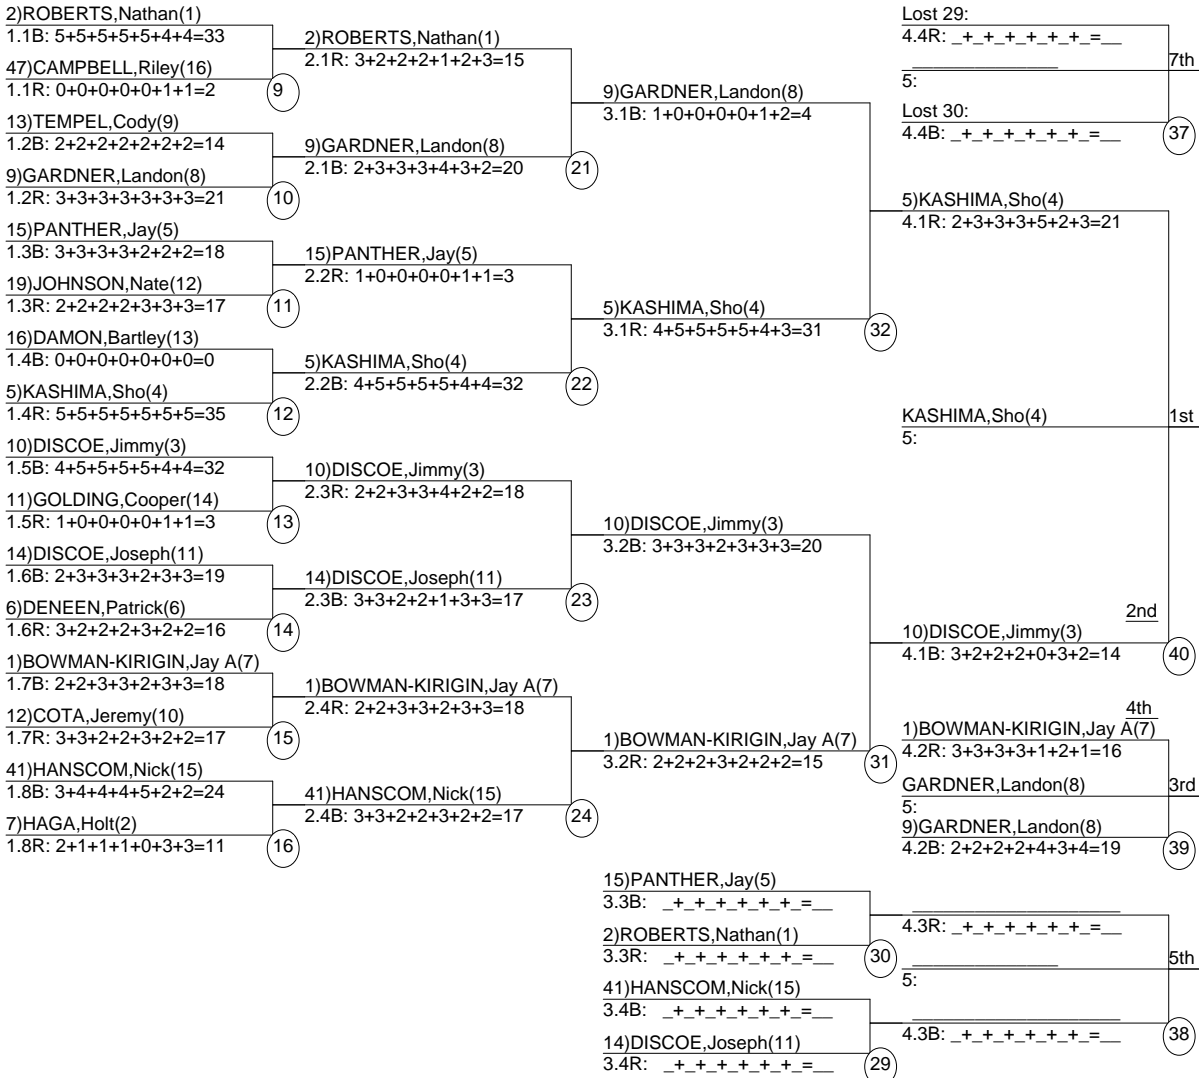 2)ROBERTS,Nathan(1)
1.1B: 5+5+5+5+5+4+4=33
47)CAMPBELL,Riley(16)
1.1R: 0+0+0+0+0+1+1=2
9
13)TEMPEL,Cody(9)
1.2B: 2+2+2+2+2+2+2=14
9)GARDNER,Landon(8)
1.2R: 3+3+3+3+3+3+3=21
10
15)PANTHER,Jay(5)
1.3B: 3+3+3+3+2+2+2=18
19)JOHNSON,Nate(12)
1.3R: 2+2+2+2+3+3+3=17
11
16)DAMON,Bartley(13)
1.4B: 0+0+0+0+0+0+0=0
5)KASHIMA,Sho(4)
1.4R: 5+5+5+5+5+5+5=35
12
10)DISCOE,Jimmy(3)
1.5B: 4+5+5+5+5+4+4=32
11)GOLDING,Cooper(14)
1.5R: 1+0+0+0+0+1+1=3
13
14)DISCOE,Joseph(11)
1.6B: 2+3+3+3+2+3+3=19
6)DENEEN,Patrick(6)
1.6R: 3+2+2+2+3+2+2=16
14
1)BOWMAN-KIRIGIN,Jay A(7)
1.7B: 2+2+3+3+2+3+3=18
12)COTA,Jeremy(10)
1.7R: 3+3+2+2+3+2+2=17
15
41)HANSCOM,Nick(15)
1.8B: 3+4+4+4+5+2+2=24
7)HAGA,Holt(2)
1.8R: 2+1+1+1+0+3+3=11
16
2)ROBERTS,Nathan(1)
2.1R: 3+2+2+2+1+2+3=15
9)GARDNER,Landon(8)
2.1B: 2+3+3+3+4+3+2=20
21
15)PANTHER,Jay(5)
2.2R: 1+0+0+0+0+1+1=3
5)KASHIMA,Sho(4)
2.2B: 4+5+5+5+5+4+4=32
22
10)DISCOE,Jimmy(3)
2.3R: 2+2+3+3+4+2+2=18
14)DISCOE,Joseph(11)
2.3B: 3+3+2+2+1+3+3=17
23
1)BOWMAN-KIRIGIN,Jay A(7)
2.4R: 2+2+3+3+2+3+3=18
41)HANSCOM,Nick(15)
2.4B: 3+3+2+2+3+2+2=17
24
9)GARDNER,Landon(8)
3.1B: 1+0+0+0+0+1+2=4
5)KASHIMA,Sho(4)
3.1R: 4+5+5+5+5+4+3=31
32
10)DISCOE,Jimmy(3)
3.2B: 3+3+3+2+3+3+3=20
1)BOWMAN-KIRIGIN,Jay A(7)
3.2R: 2+2+2+3+2+2+2=15
31
15)PANTHER,Jay(5)
3.3B: _+_+_+_+_+_+_=__
2)ROBERTS,Nathan(1)
3.3R: _+_+_+_+_+_+_=__
30
41)HANSCOM,Nick(15)
3.4B: _+_+_+_+_+_+_=__
14)DISCOE,Joseph(11)
3.4R: _+_+_+_+_+_+_=__
29
Lost 29:
4.4R: _+_+_+_+_+_+_=__
7th
5:
Lost 30:
4.4B: _+_+_+_+_+_+_=__
37
5)KASHIMA,Sho(4)
4.1R: 2+3+3+3+5+2+3=21
KASHIMA,Sho(4)
1st
5:
2nd
10)DISCOE,Jimmy(3)
4.1B: 3+2+2+2+0+3+2=14
40
4th
1)BOWMAN-KIRIGIN,Jay A(7)
4.2R: 3+3+3+3+1+2+1=16
GARDNER,Landon(8)
3rd
5:
9)GARDNER,Landon(8)
4.2B: 2+2+2+2+4+3+4=19
39
4.3R: _+_+_+_+_+_+_=__
5th
5:
4.3B: _+_+_+_+_+_+_=__
38